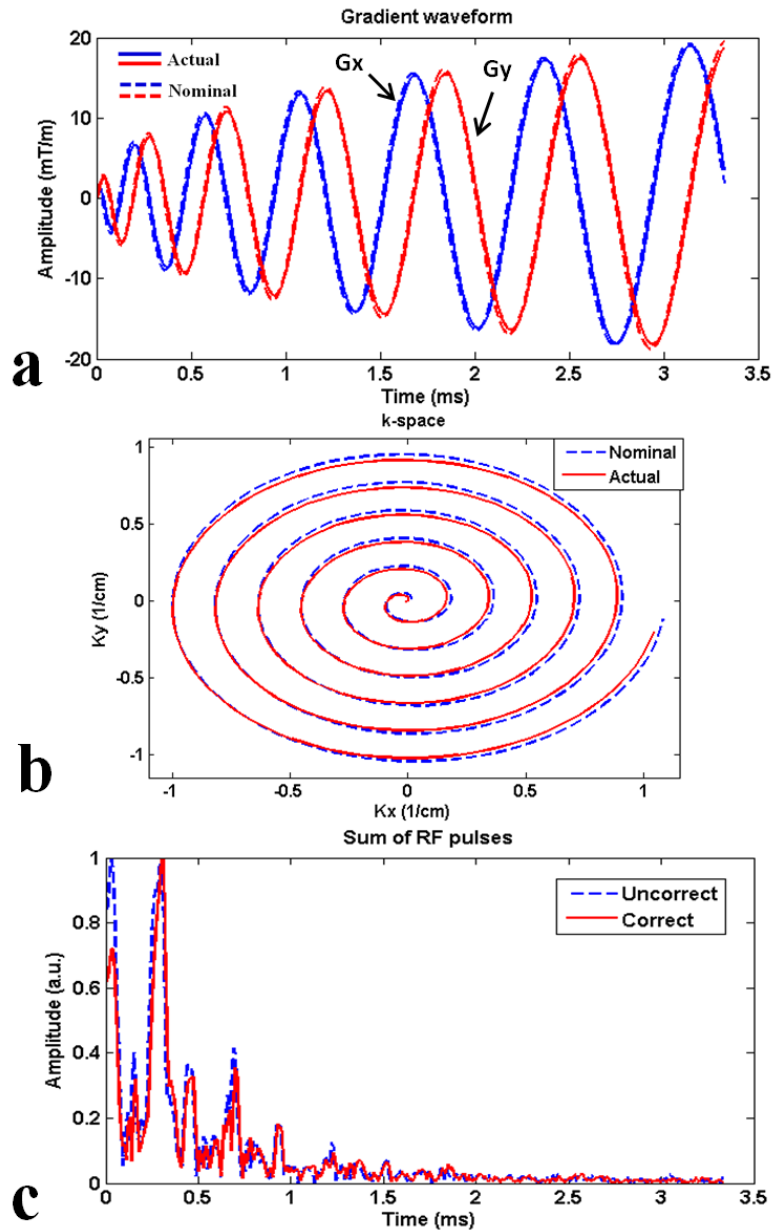 Gradient waveform
Actual
Nominal
Gx
Gy
20
10
0
-10
-20
Amplitude (mT/m)
0 0.5 1 1.5 2 2.5 3 3.5
Time (ms)
a
k-space
Nominal
Actual
1
0.5
0
-0.5
-1
Ky (1/cm)
-1 -0.5 0 0.5 1
Kx (1/cm)
b
Sum of RF pulses
Uncorrect
Correct
1
0.8
0.6
0.4
0.2
0
Amplitude (a.u.)
0 0.5 1 1.5 2 2.5 3 3.5
Time (ms)
c